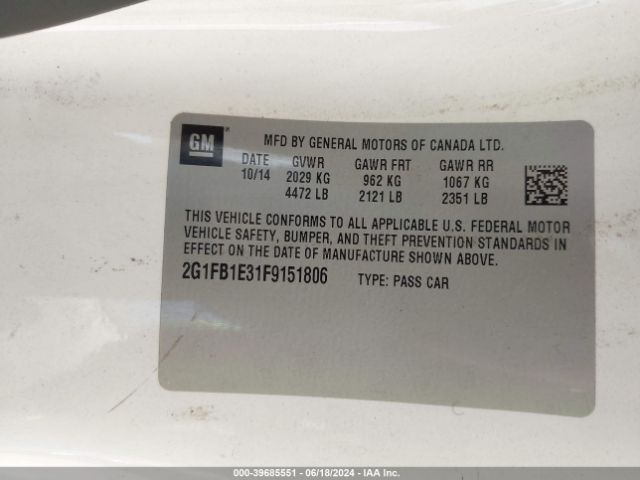 GM ®
MFD BY GENERAL MOTORS OF CANADA LTD.
DATE GVWR GAWR FRT GAWR RR
10/14 2029 KG 962 KG 1067 KG
4472 LB 2121 LB 2351 LB
THIS VEHICLE CONFORMS TO ALL APPLICABLE U.S. FEDERAL MOTOR
VEHICLE SAFETY, BUMPER, AND THEFT PREVENTION STANDARDS IN
EFFECT ON THE DATE OF MANUFACTURE SHOWN ABOVE.
2G1FB1E31F9151806 TYPE: PASS CAR
000-39685551 - 06/18/2024 - IAA Inc.